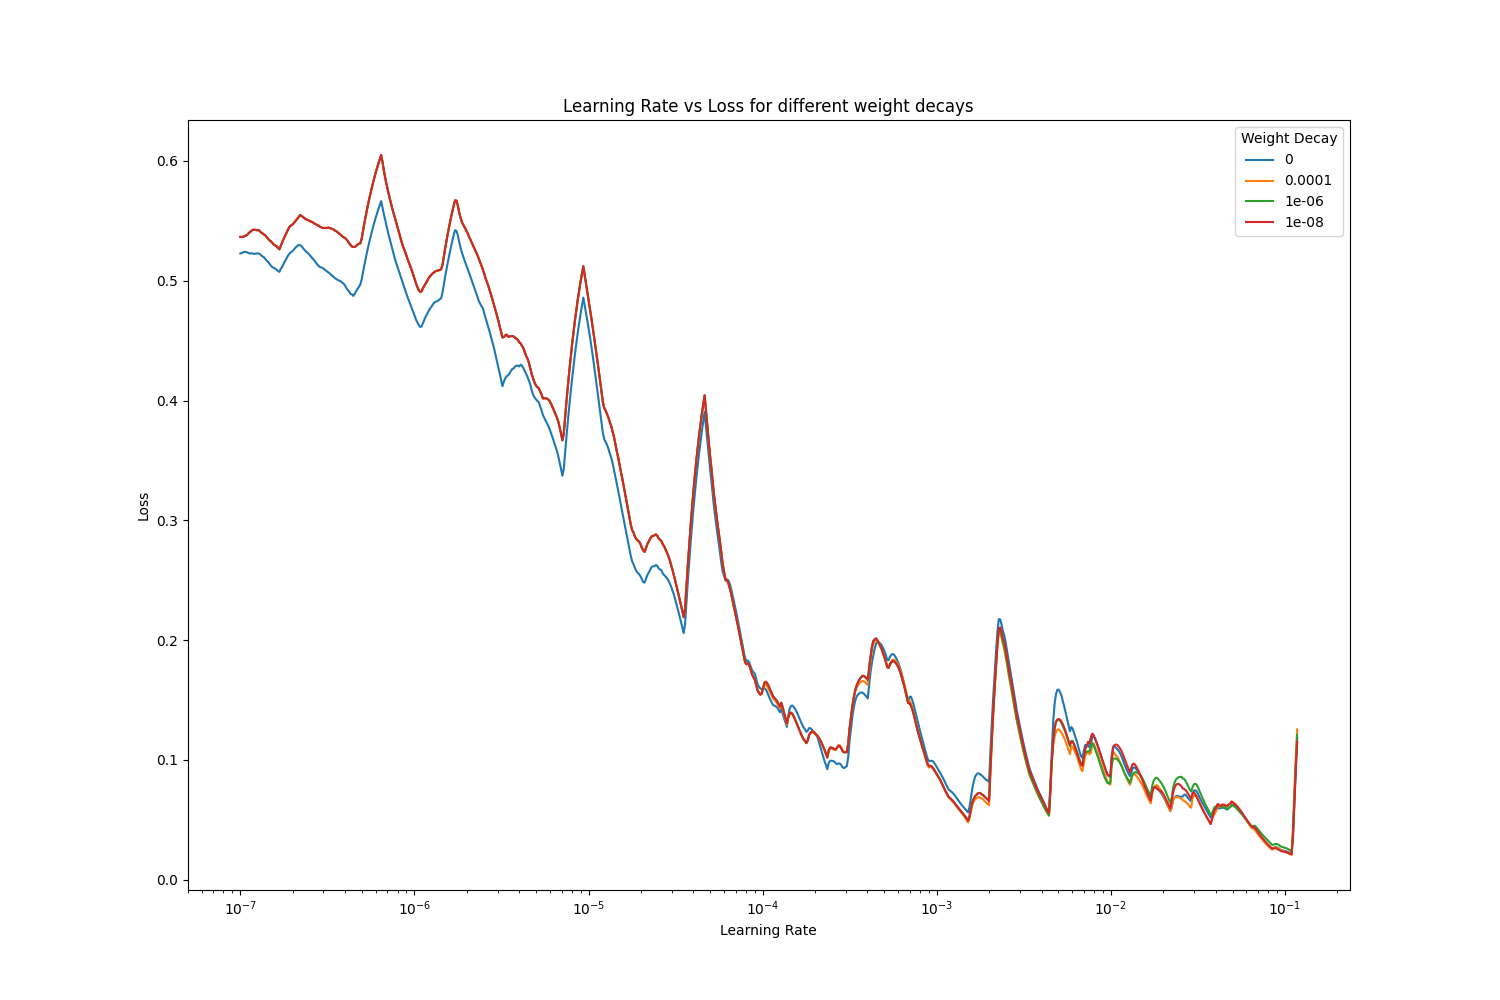 Learning Rate vs Loss for different weight decays
Weight Decay
0
0.0001
1e-06
1e-08
0.6
0.5
0.4
0.3
0.2
0.1
0.0
Loss
10⁻⁷ 10⁻⁶ 10⁻⁵ 10⁻⁴ 10⁻³ 10⁻² 10⁻¹
Learning Rate